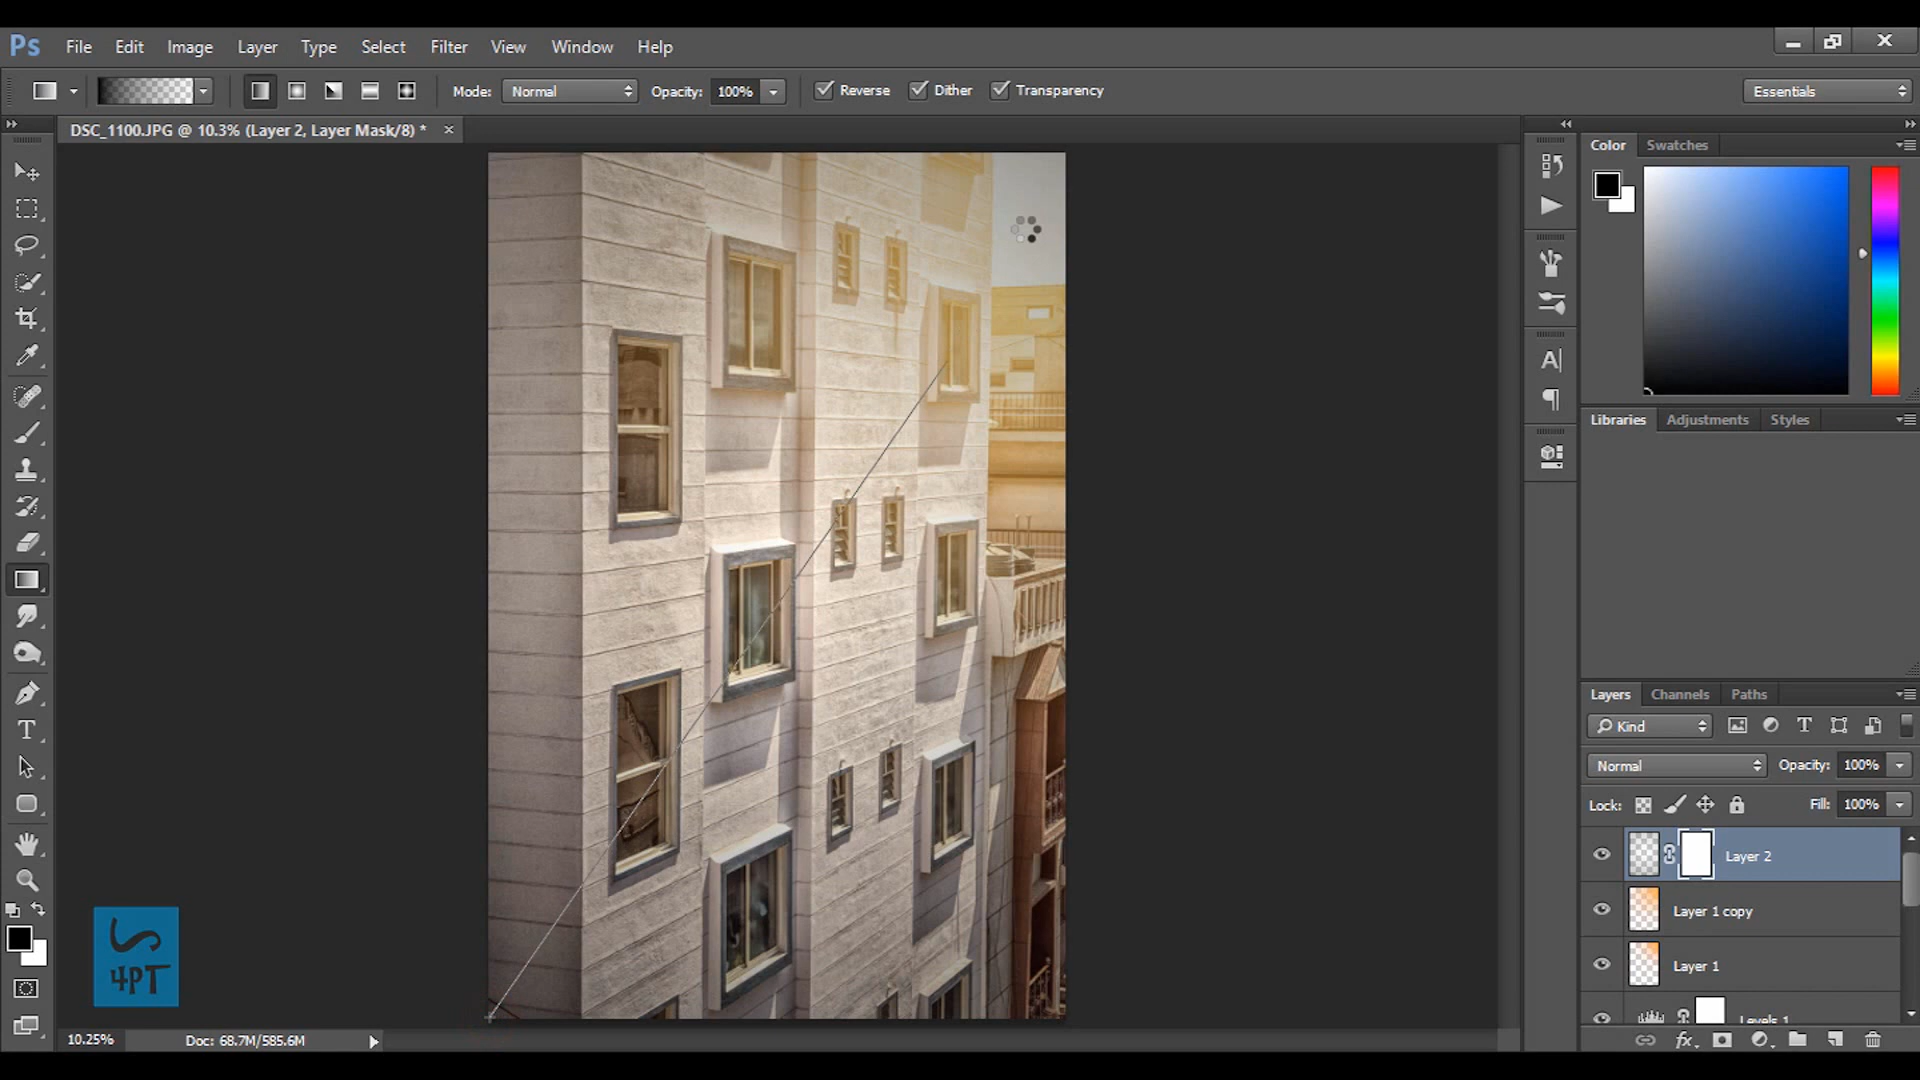 Ps File Edit Image Layer Type Select Filter View Window Help
Mode: Normal Opacity: 100% Reverse Dither Transparency Essentials
DSC_1100.JPG @ 10.3% (Layer 2, Layer Mask/8) * ×
Color Swatches
Libraries Adjustments Styles
Layers Channels Paths
Kind
Normal Opacity: 100%
Lock: Fill: 100%
Layer 2
Layer 1 copy
Layer 1
Levels 1
fx
4PT
10.25% Doc: 68.7M/585.6M